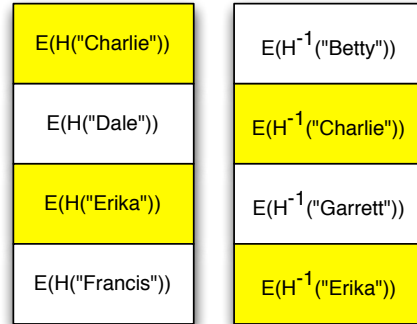 E(H("Charlie"))
E(H("Dale"))
E(H("Erika"))
E(H("Francis"))
E(H⁻¹("Betty"))
E(H⁻¹("Charlie"))
E(H⁻¹("Garrett"))
E(H⁻¹("Erika"))